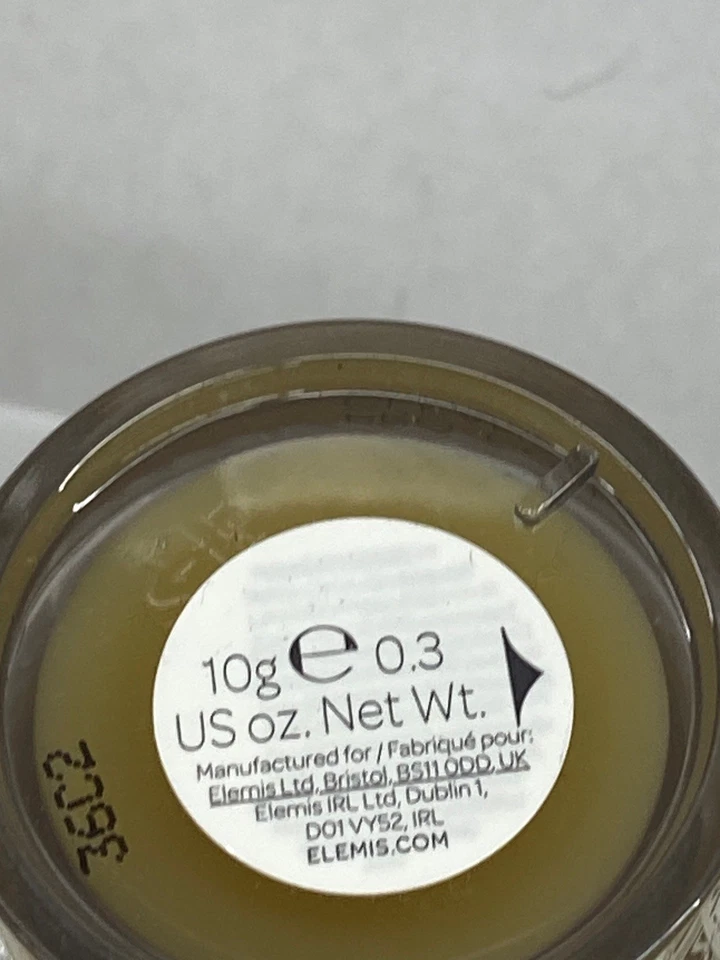 10g ℮ 0.3
US oz. Net Wt.
Manufactured for / Fabriqué pour:
Elemis Ltd, Bristol, BS11 0DD, UK
Elemis IRL Ltd, Dublin 1,
D01 VY52, IRL
ELEMIS.COM
3602